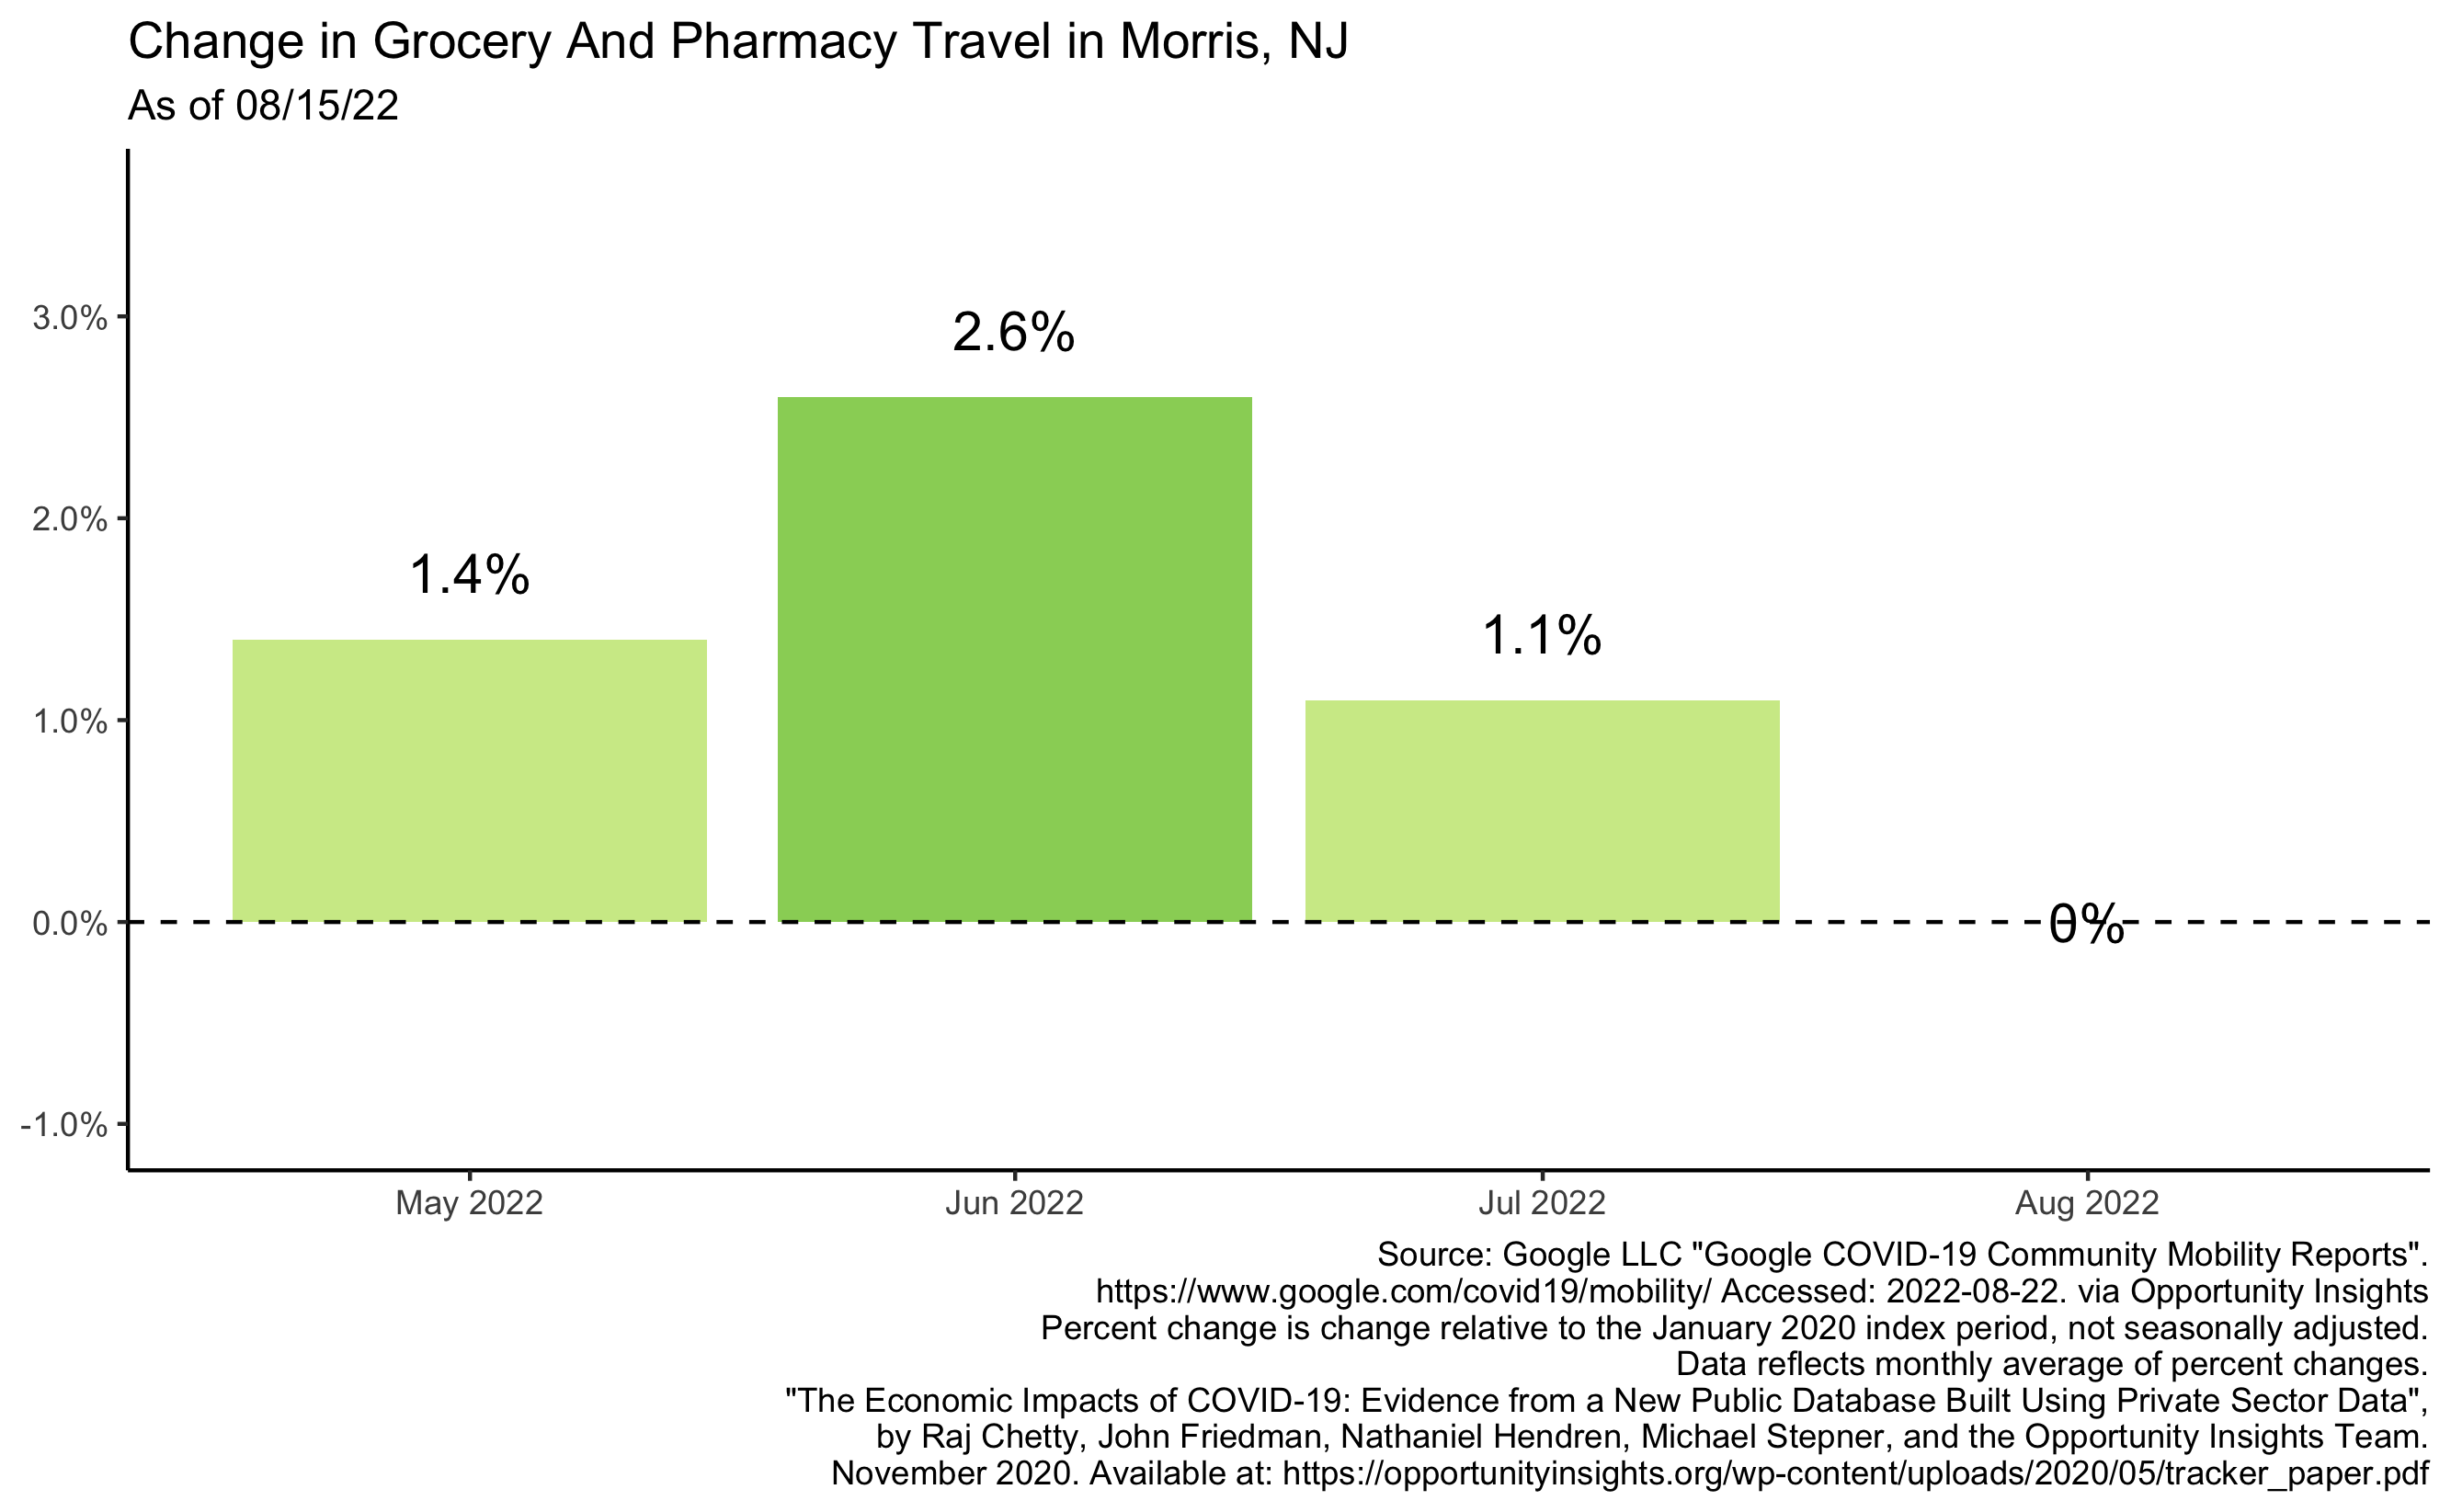 Change in Grocery And Pharmacy Travel in Morris, NJ
As of 08/15/22
3.0%
2.0%
1.0%
0.0%
-1.0%
1.4%
2.6%
1.1%
0%
May 2022
Jun 2022
Jul 2022
Aug 2022
Source: Google LLC "Google COVID-19 Community Mobility Reports".
https://www.google.com/covid19/mobility/ Accessed: 2022-08-22. via Opportunity Insights
Percent change is change relative to the January 2020 index period, not seasonally adjusted.
Data reflects monthly average of percent changes.
"The Economic Impacts of COVID-19: Evidence from a New Public Database Built Using Private Sector Data",
by Raj Chetty, John Friedman, Nathaniel Hendren, Michael Stepner, and the Opportunity Insights Team.
November 2020. Available at: https://opportunityinsights.org/wp-content/uploads/2020/05/tracker_paper.pdf